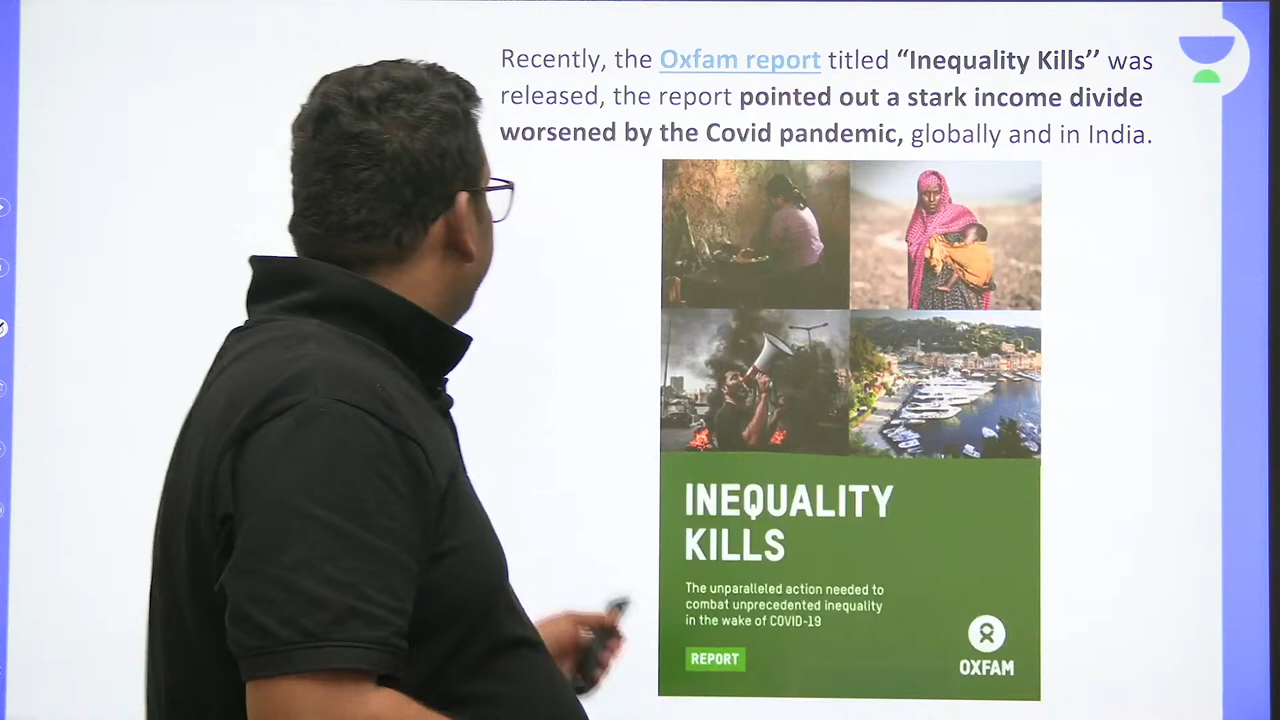 Recently, the Oxfam report titled “Inequality Kills’’ was
released, the report pointed out a stark income divide
worsened by the Covid pandemic, globally and in India.
INEQUALITY
KILLS
The unparalleled action needed to
combat unprecedented inequality
in the wake of COVID-19
REPORT
OXFAM